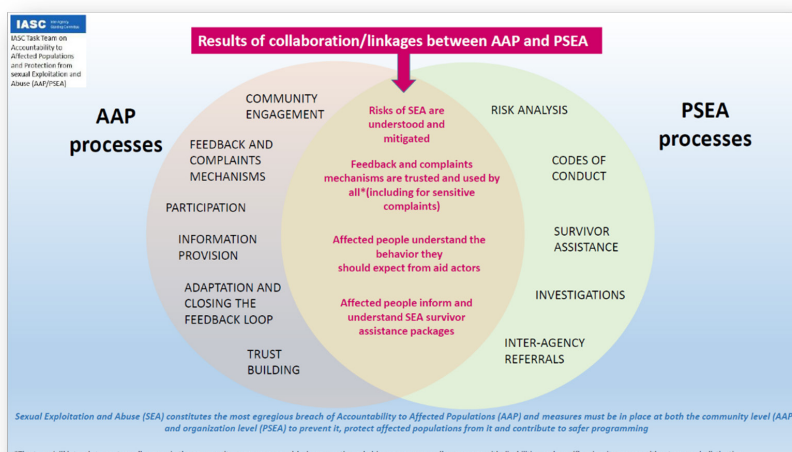 IASC
IASC Task Team on
Accountability to
Affected Populations
and Protection from
sexual Exploitation and
Abuse (AAP/PSEA)
Results of collaboration/linkages between AAP and PSEA
AAP
processes
COMMUNITY
ENGAGEMENT
FEEDBACK AND
COMPLAINTS
MECHANISMS
PARTICIPATION
INFORMATION
PROVISION
ADAPTATION AND
CLOSING THE
FEEDBACK LOOP
TRUST
BUILDING
Risks of SEA are
understood and
mitigated
Feedback and complaints
mechanisms are trusted and used by
all*(including for sensitive
complaints)
Affected people understand the
behavior they
should expect from aid actors
Affected people inform and
understand SEA survivor
assistance packages
PSEA
processes
RISK ANALYSIS
CODES OF
CONDUCT
SURVIVOR
ASSISTANCE
INVESTIGATIONS
INTER-AGENCY
REFERRALS
Sexual Exploitation and Abuse (SEA) constitutes the most egregious breach of Accountability to Affected Populations (AAP) and measures must be in place at both the community level (AAP
and organization level (PSEA) to prevent it, protect affected populations from it and contribute to safer programming